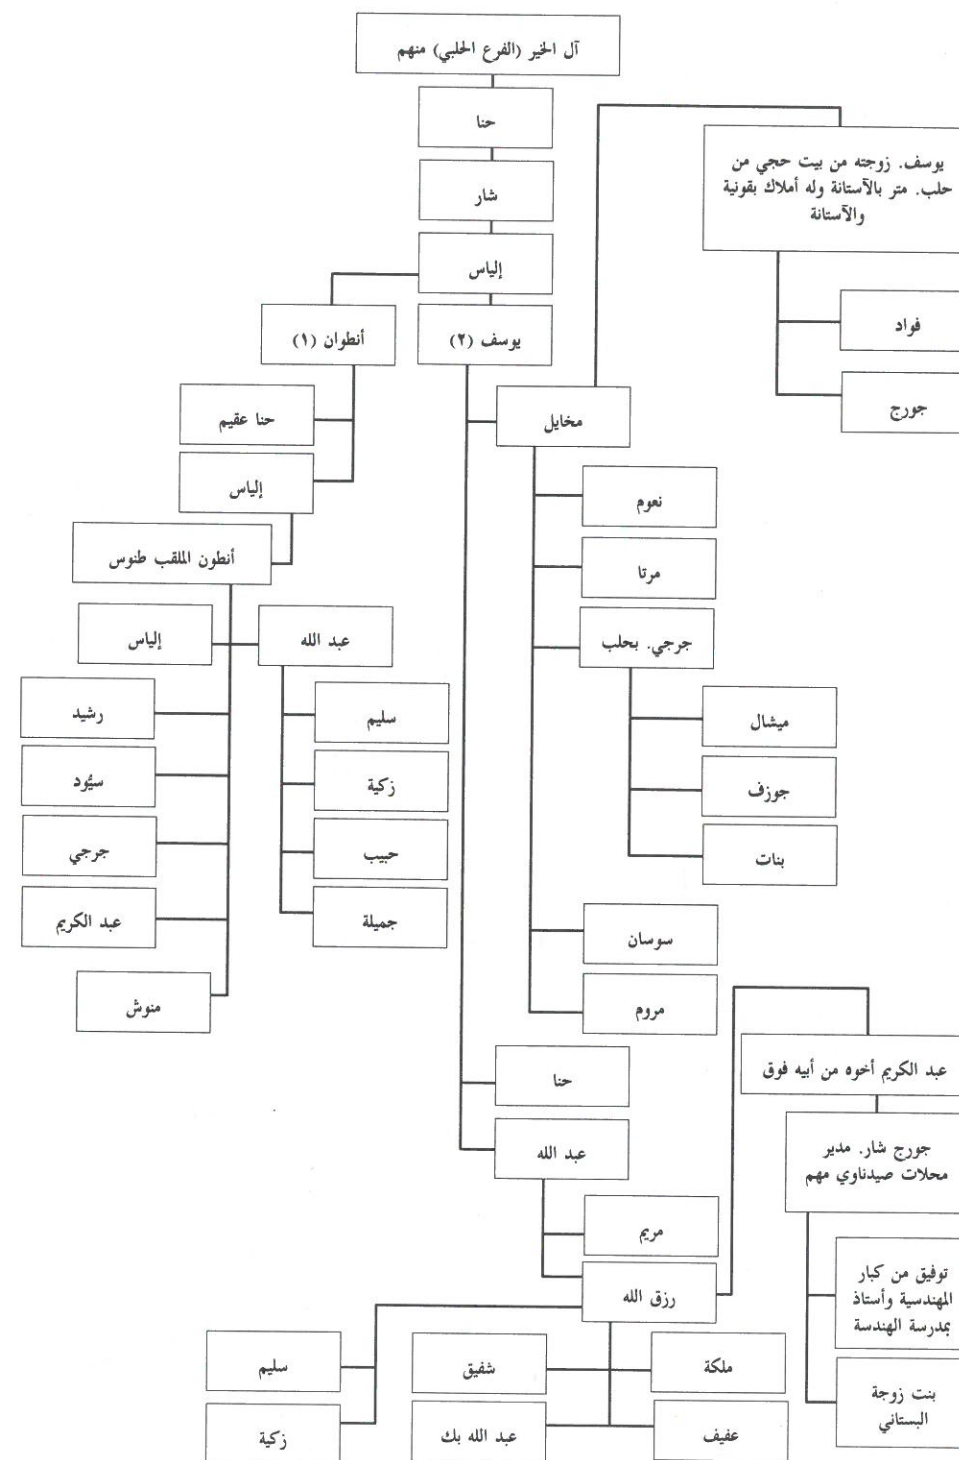 آل الخير (الفرع الحلبي) منهم
حنا
شار
إلياس
أنطوان (١)
يوسف (٢)
يوسف. زوجته من بيت حجي من
حلب. متر بالآستانة وله أملاك بقونية
والآستانة
فواد
جورج
حنا عقيم
إلياس
أنطون الملقب طنوس
عبد الله
إلياس
رشيد
سيُّود
جرجي
عبد الكريم
منوش
سليم
زكية
حبيب
جميلة
مخايل
نعوم
مرتا
جرجي. بحلب
ميشال
جوزف
بنات
سوسان
مروم
حنا
عبد الله
مريم
رزق الله
عبد الكريم أخوه من أبيه فوق
جورج شار. مدير
محلات صيدناوي مهم
توفيق من كبار
المهندسية وأستاذ
بمدرسة الهندسة
بنت زوجة
البستاني
ملكة
شفيق
سليم
عفيف
عبد الله بك
زكية